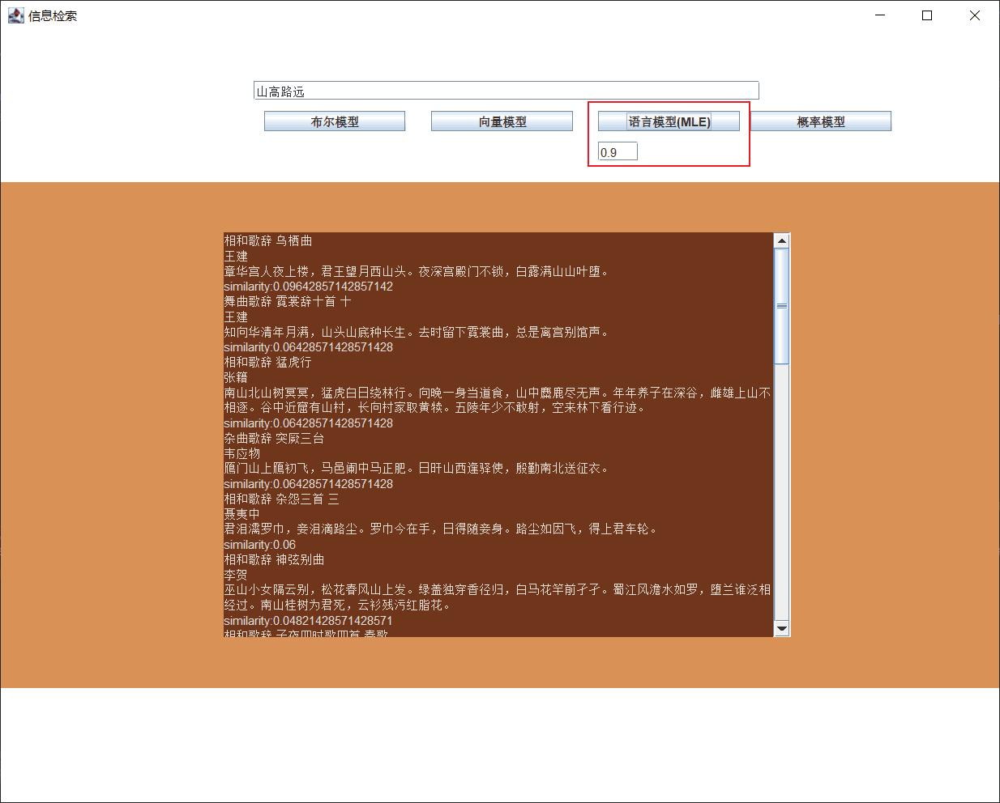 信息检索
山高路远
布尔模型 向量模型 语言模型(MLE) 概率模型
0.9
相和歌辞 乌栖曲
王建
章华宫人夜上楼，君王望月西山头。夜深宫殿门不锁，白露满山山叶堕。
similarity:0.09642857142857142
舞曲歌辞 霓裳辞十首 十
王建
知向华清年月满，山头山底种长生。去时留下霓裳曲，总是离宫别馆声。
similarity:0.06428571428571428
相和歌辞 猛虎行
张籍
南山北山树冥冥，猛虎白日绕林行。向晚一身当道食，山中麋鹿尽无声。年年养子在深谷，雌雄上山不
相逐。谷中近窟有山村，长向村家取黄犊。五陵年少不敢射，空来林下看行迹。
similarity:0.06428571428571428
杂曲歌辞 突厥三台
韦应物
鴈门山上鴈初飞，马邑阑中马正肥。日旰山西逢驿使，殷勤南北送征衣。
similarity:0.06428571428571428
相和歌辞 杂怨三首 三
聂夷中
君泪濡罗巾，妾泪滴路尘。罗巾今在手，日得随妾身。路尘如因飞，得上君车轮。
similarity:0.06
相和歌辞 神弦别曲
李贺
巫山小女隔云别，松花春风山上发。绿盖独穿香径归，白马花竿前孑孑。蜀江风澹水如罗，堕兰谁泛相
经过。南山桂树为君死，云衫残污红脂花。
similarity:0.04821428571428571
相和歌辞 子夜四时歌四首 春歌